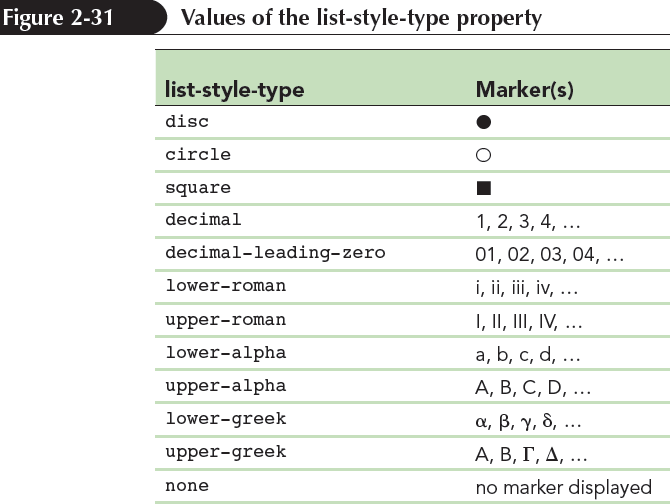 Figure 2-31 Values of the list-style-type property
list-style-type Marker(s)
disc ●
circle ○
square ■
decimal 1, 2, 3, 4, …
decimal-leading-zero 01, 02, 03, 04, …
lower-roman i, ii, iii, iv, …
upper-roman I, II, III, IV, …
lower-alpha a, b, c, d, …
upper-alpha A, B, C, D, …
lower-greek α, β, γ, δ, …
upper-greek Α, Β, Γ, Δ, …
none no marker displayed